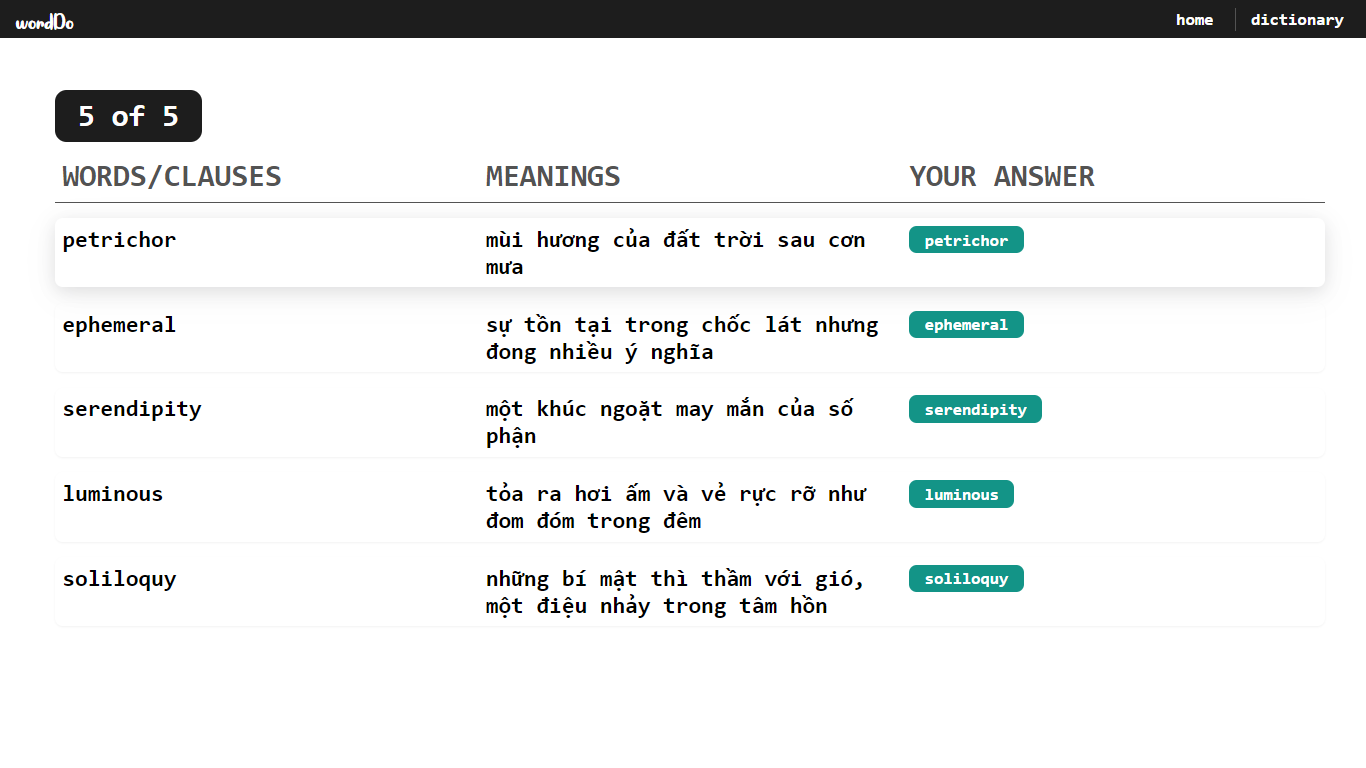 wordDo
home
dictionary
5 of 5
WORDS/CLAUSES
MEANINGS
YOUR ANSWER
petrichor
mùi hương của đất trời sau cơn
mưa
petrichor
ephemeral
sự tồn tại trong chốc lát nhưng
đong nhiều ý nghĩa
ephemeral
serendipity
một khúc ngoặt may mắn của số
phận
serendipity
luminous
tỏa ra hơi ấm và vẻ rực rỡ như
đom đóm trong đêm
luminous
soliloquy
những bí mật thì thầm với gió,
một điệu nhảy trong tâm hồn
soliloquy